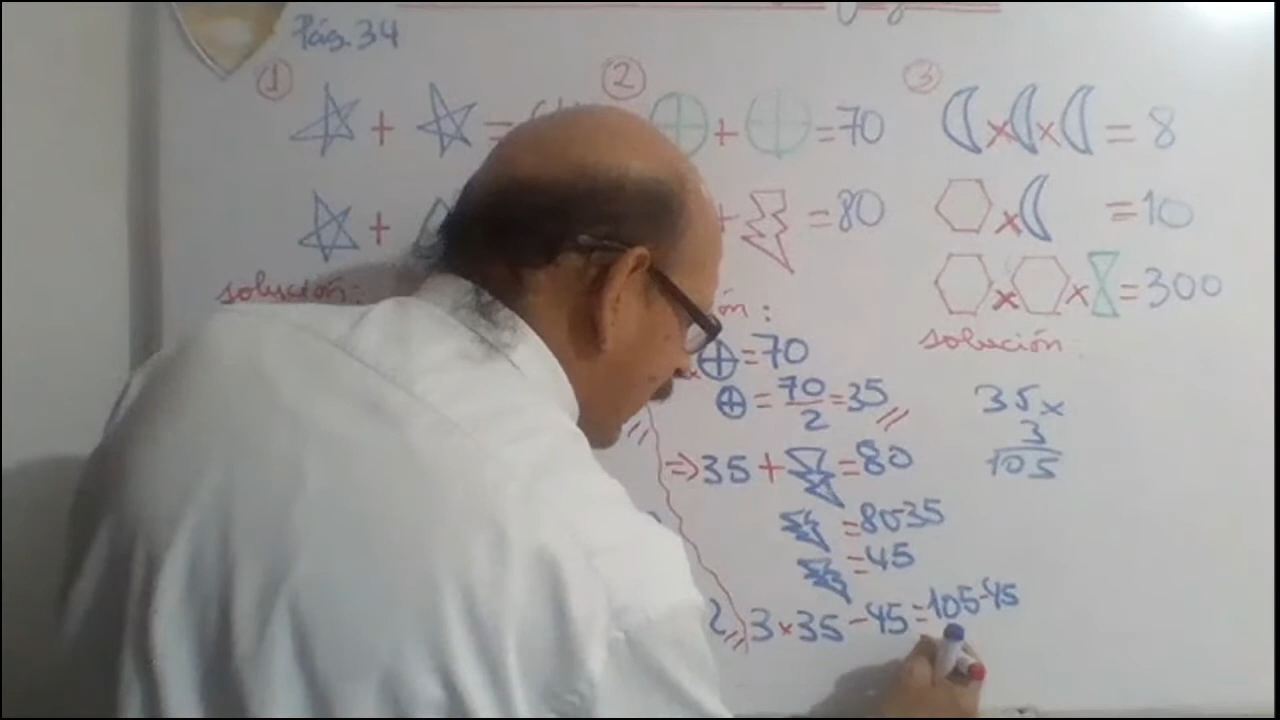 Pág. 34
① + =
+
solución:
② + = 70
+ = 80
ón:
= 70
= 70/2 = 35 //
=> 35 + = 80
= 80-35
= 45
3 x 35 - 45 = 105-45
③ x x = 8
x = 10
x x = 300
solución:
35 x
3
105